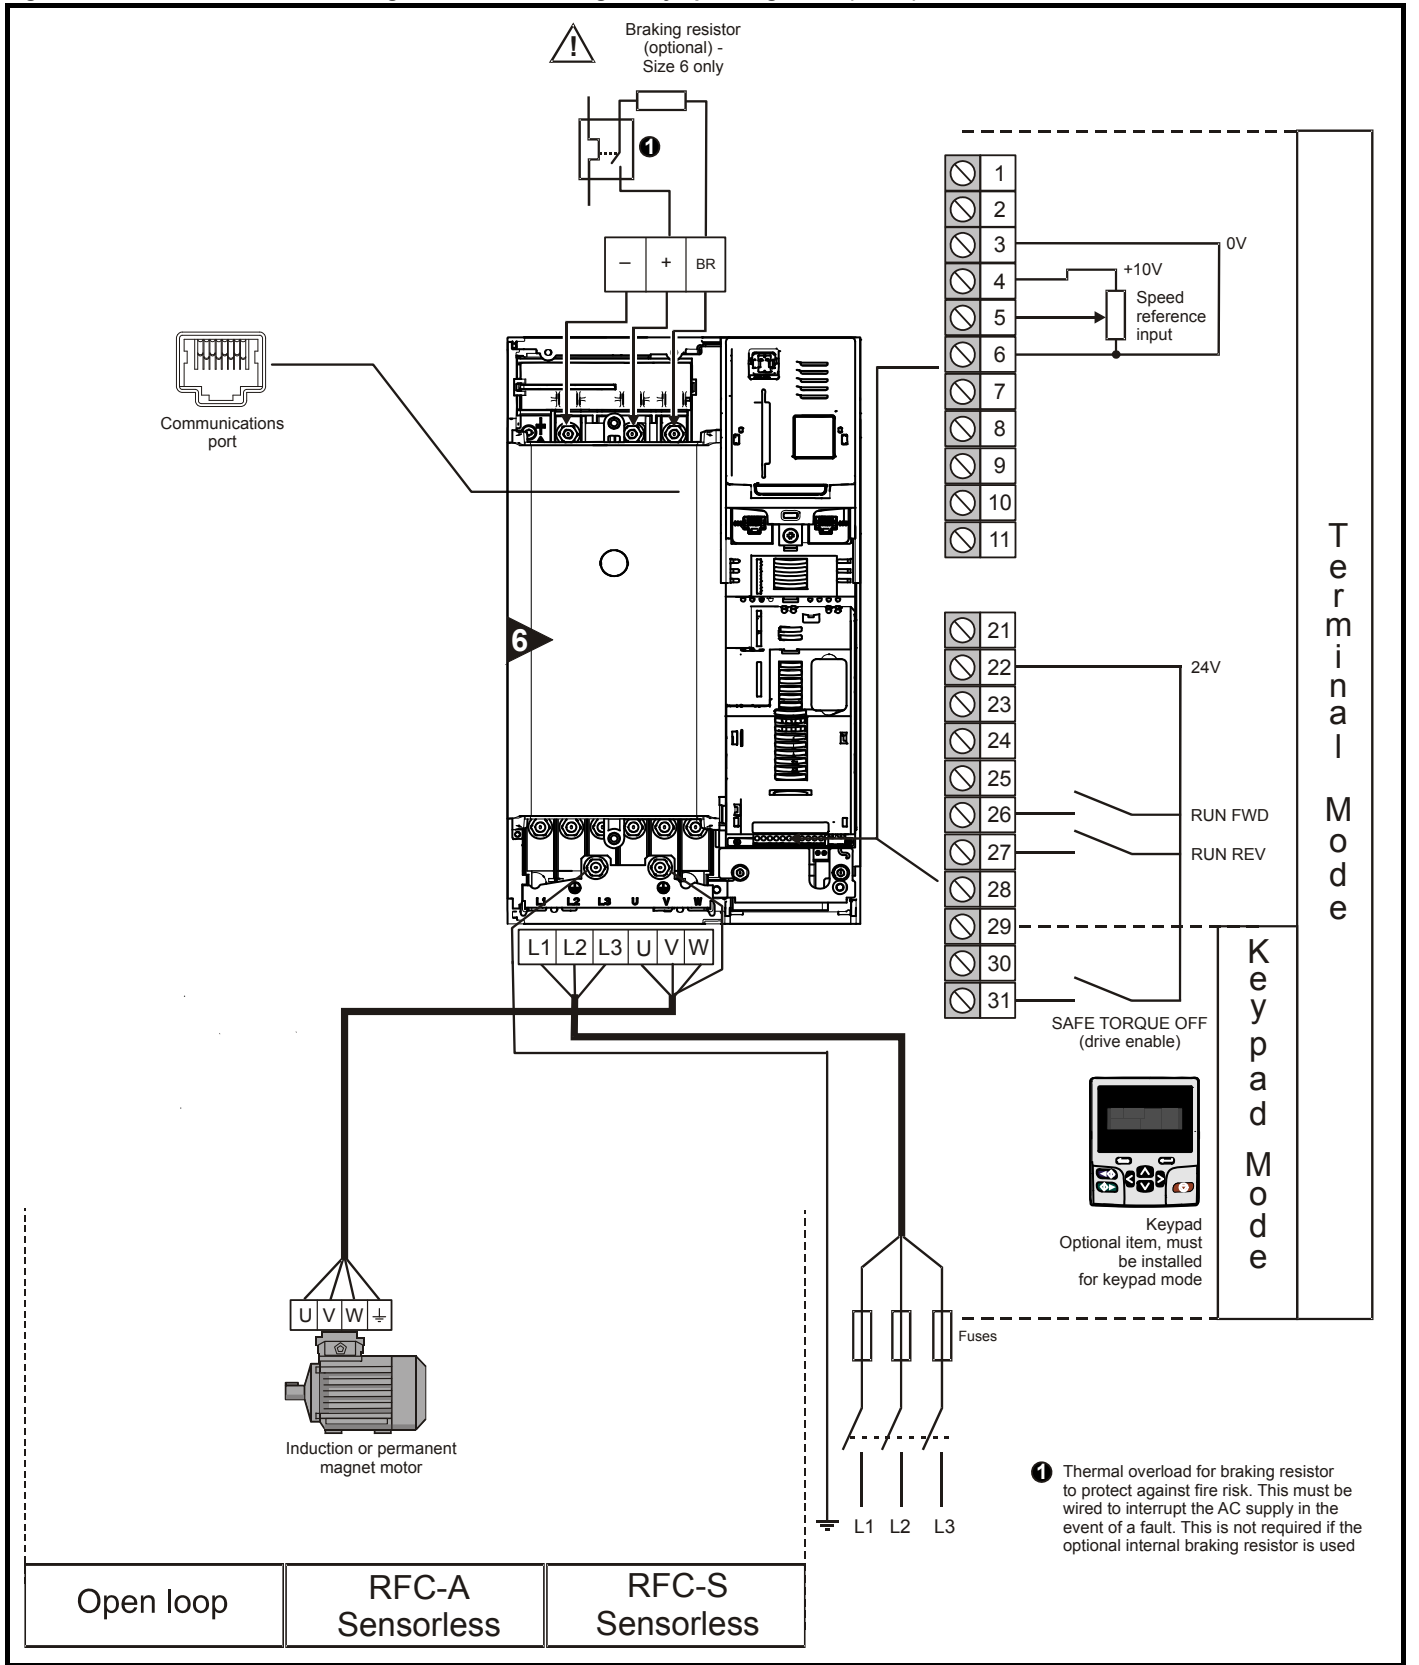 Braking resistor
(optional) -
Size 6 only
1
– + BR
Communications
port
6
L1 L2 L3 U V W
L1 L2 L3 U V W
1
2
3
4
5
6
7
8
9
10
11
0V
+10V
Speed
reference
input
21
22
23
24
25
26
27
28
29
30
31
24V
RUN FWD
RUN REV
SAFE TORQUE OFF
(drive enable)
Terminal Mode
Keypad Mode
Keypad
Optional item, must
be installed
for keypad mode
U V W
Induction or permanent
magnet motor
Fuses
L1 L2 L3
1 Thermal overload for braking resistor
to protect against fire risk. This must be
wired to interrupt the AC supply in the
event of a fault. This is not required if the
optional internal braking resistor is used
Open loop
RFC-A
Sensorless
RFC-S
Sensorless